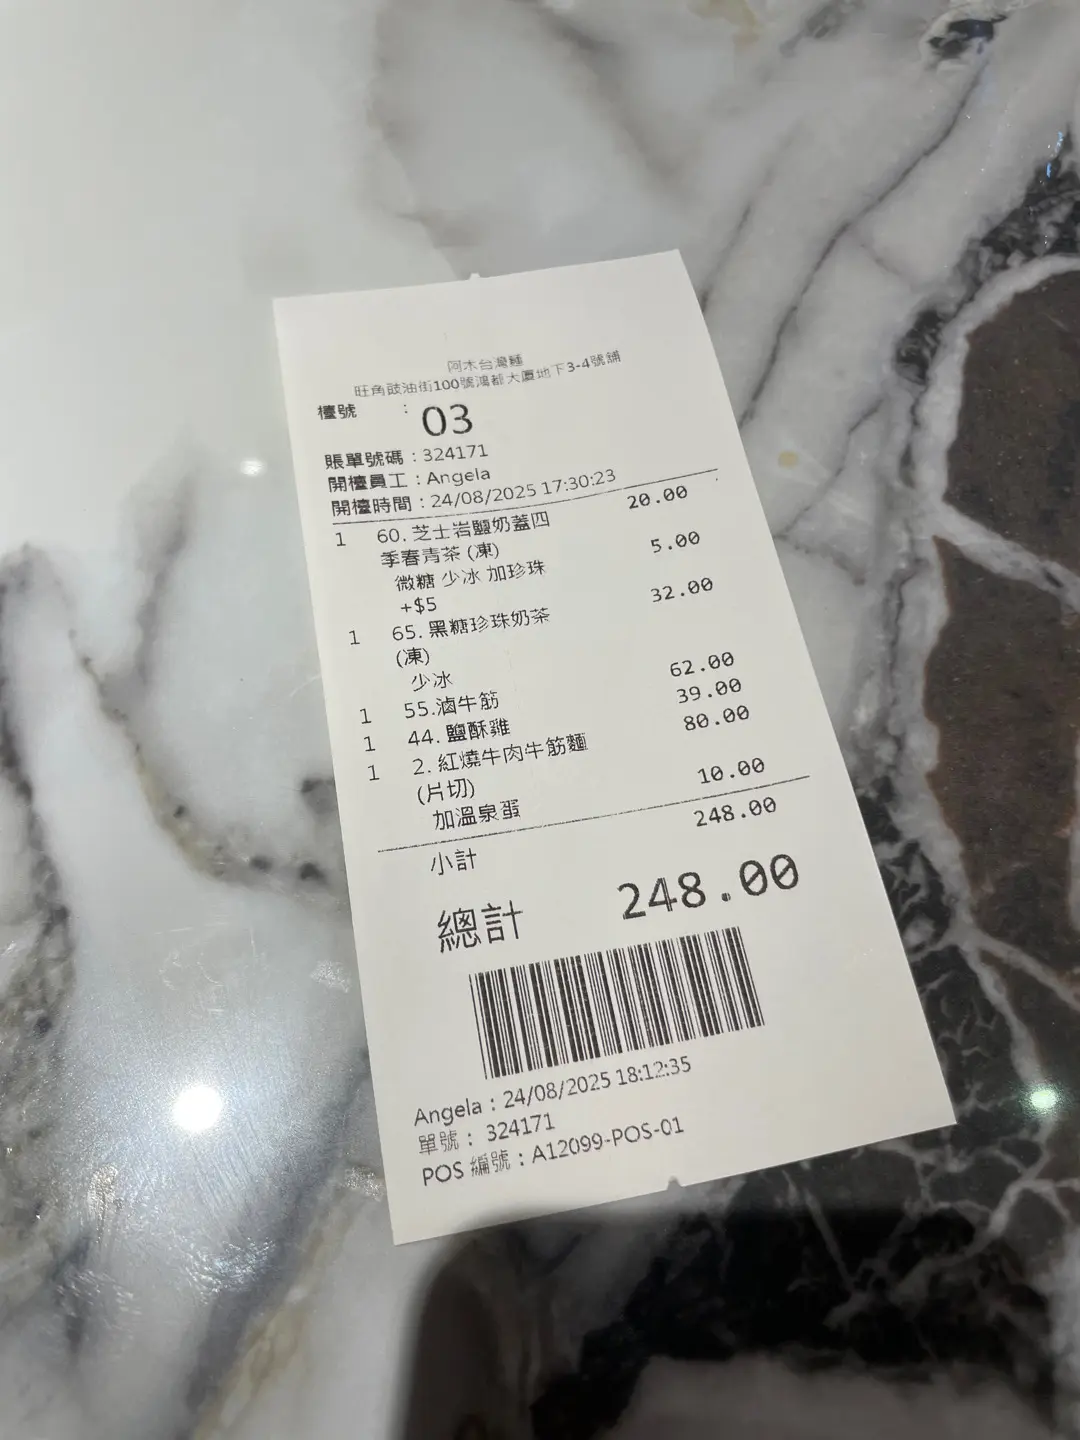 阿木台灣麵
旺角豉油街100號鴻都大廈地下3-4號舖
檯號 : 03
賬單號碼 : 324171
開檯員工 : Angela
開檯時間 : 24/08/2025 17:30:23
1 60. 芝士岩鹽奶蓋四 20.00
季春青茶 (凍)
微糖 少冰 加珍珠 5.00
+$5
1 65. 黑糖珍珠奶茶 32.00
(凍)
少冰
1 55.滷牛筋 62.00
1 44. 鹽酥雞 39.00
1 2. 紅燒牛肉牛筋麵 80.00
(片切)
加溫泉蛋 10.00
小計 248.00
總計 248.00
Angela : 24/08/2025 18:12:35
單號 : 324171
POS 編號 : A12099-POS-01